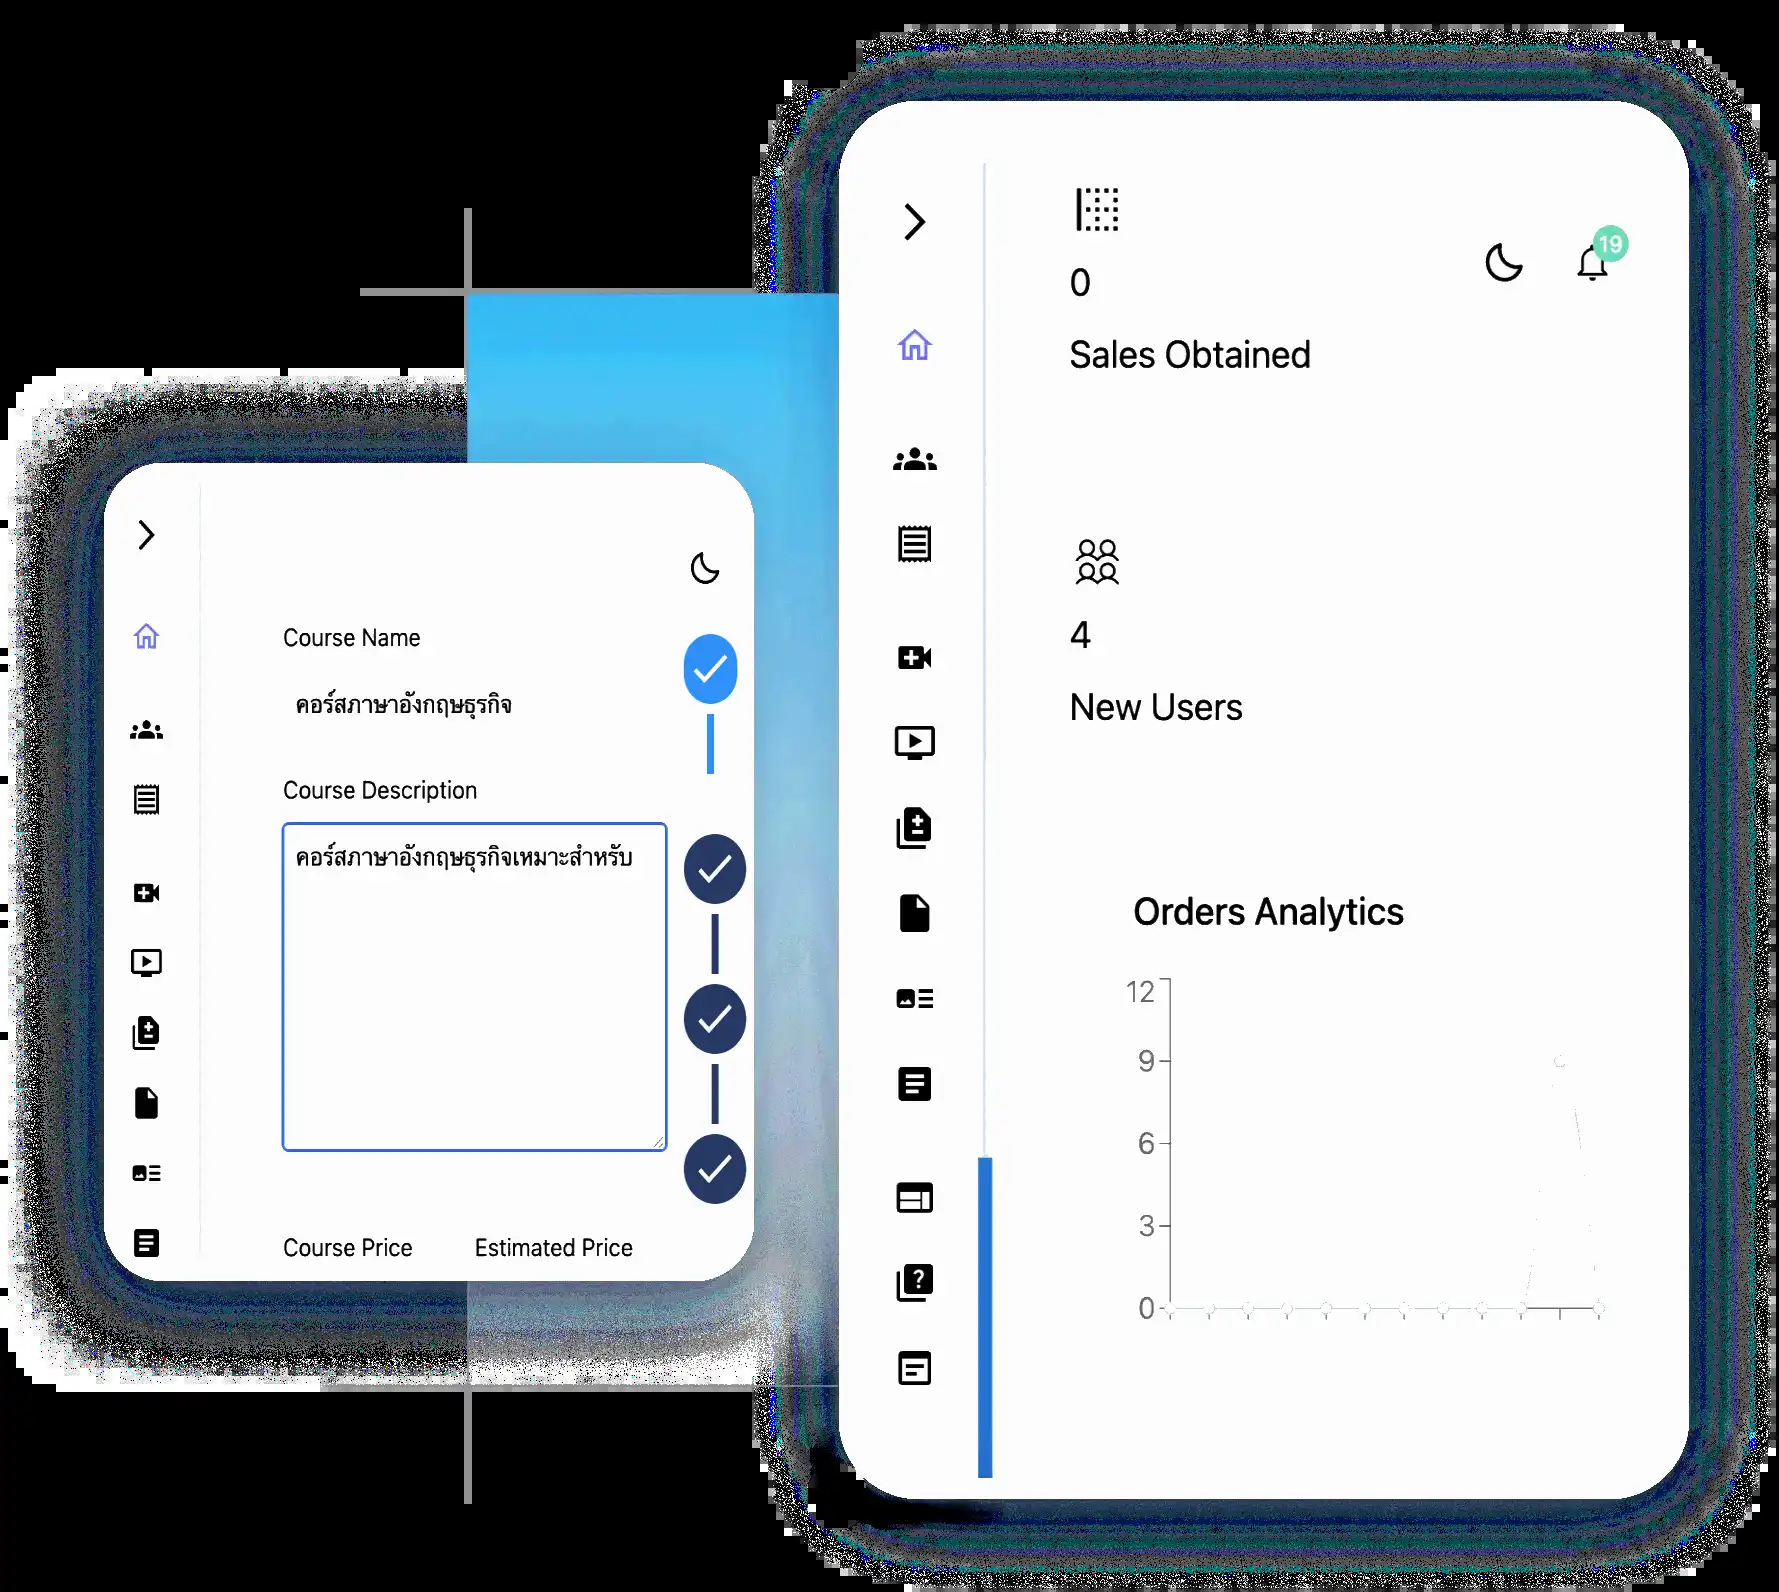 Course Name
คอร์สภาษาอังกฤษธุรกิจ
Course Description
คอร์สภาษาอังกฤษธุรกิจเหมาะสำหรับ
Course Price
Estimated Price
19
0
Sales Obtained
4
New Users
Orders Analytics
12
9
6
3
0